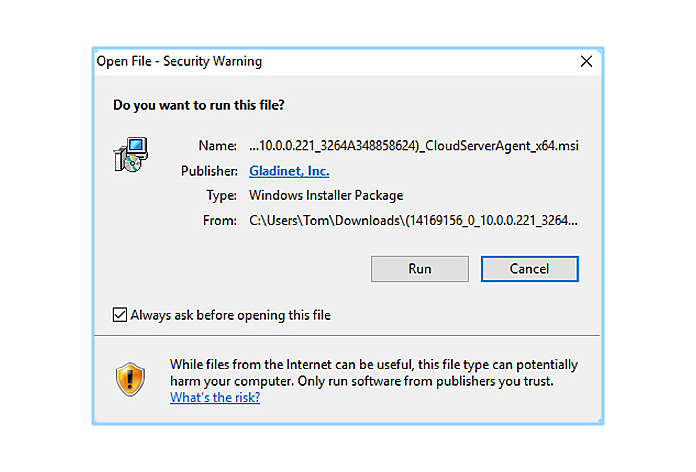 Open File - Security Warning
Do you want to run this file?
Name: ...10.0.0.221_3264A348858624)_CloudServerAgent_x64.msi
Publisher: Gladinet, Inc.
Type: Windows Installer Package
From: C:\Users\Tom\Downloads\(14169156_0_10.0.0.221_3264...
Run Cancel
Always ask before opening this file
While files from the Internet can be useful, this file type can potentially
harm your computer. Only run software from publishers you trust.
What's the risk?